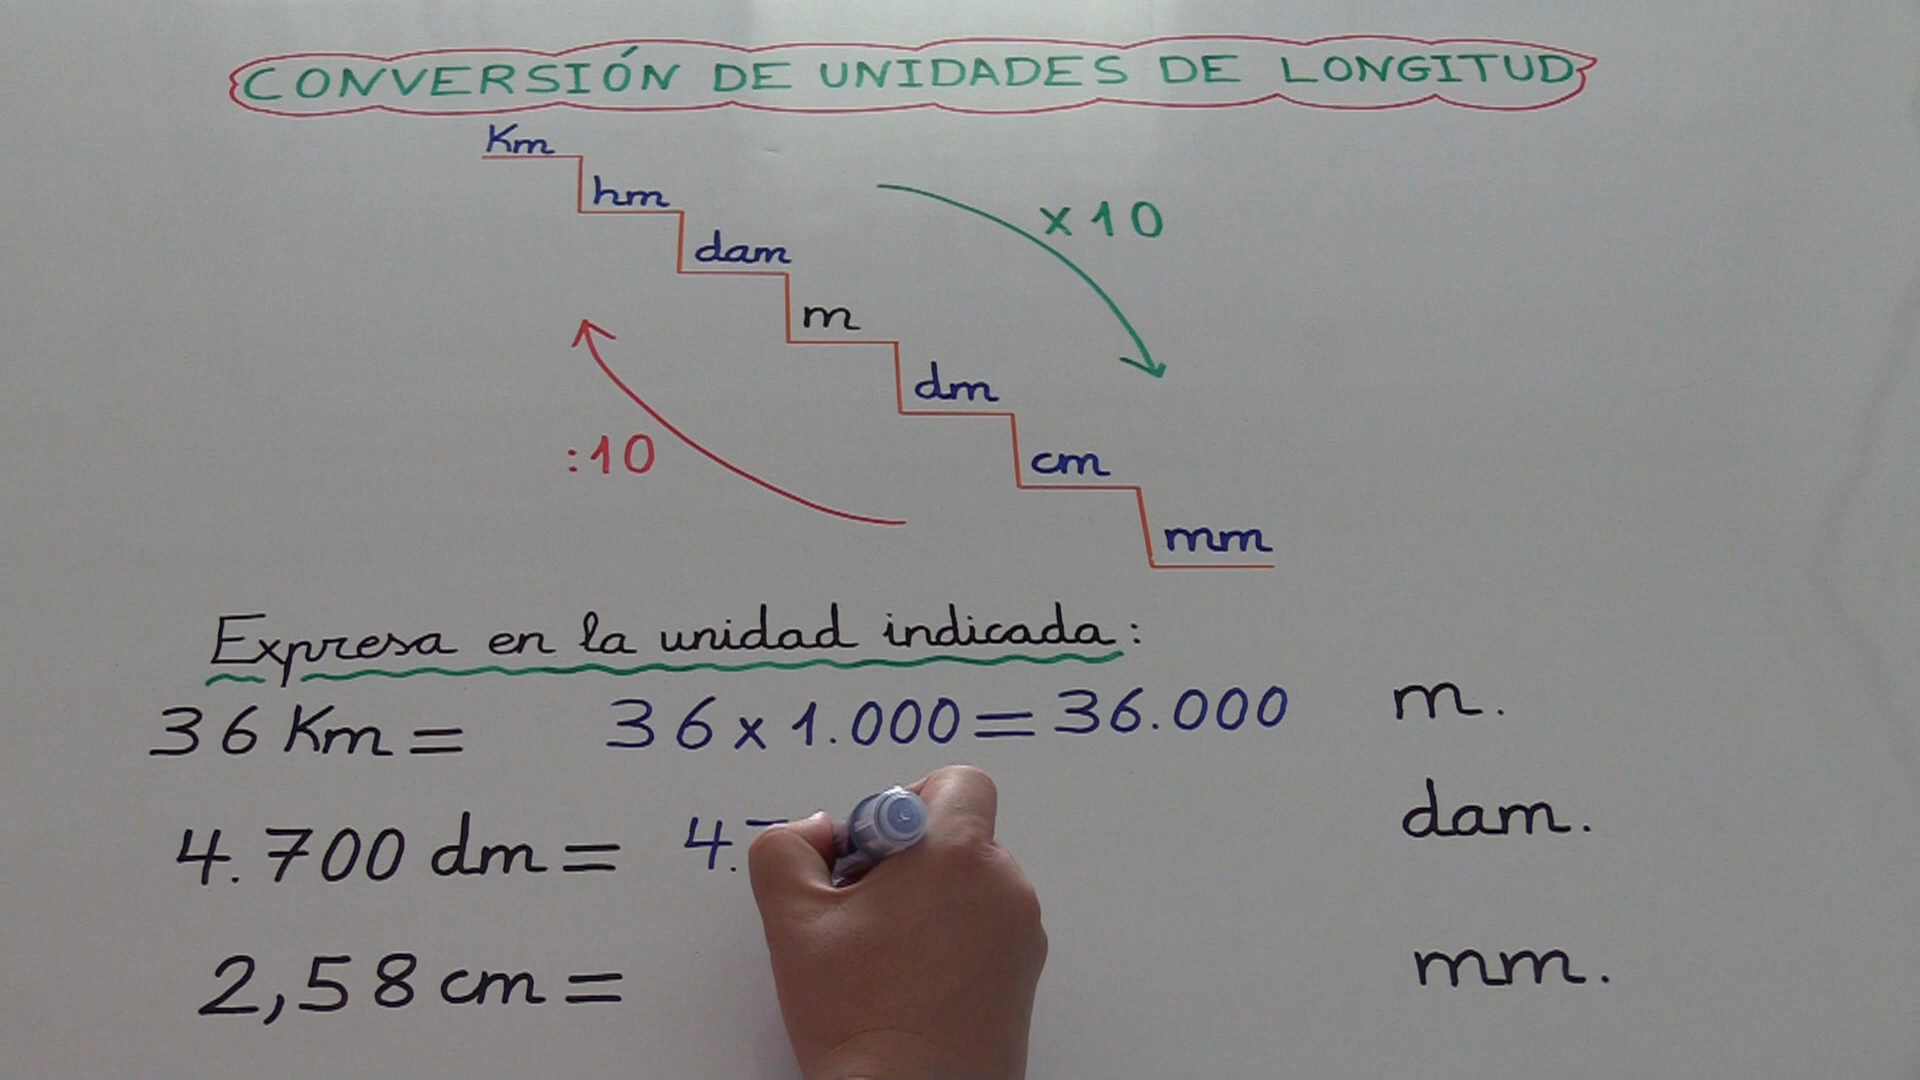 CONVERSIÓN DE UNIDADES DE LONGITUD
Km
hm
x10
dam
m
dm
:10
cm
mm
Expresa en la unidad indicada:
36 Km = 36 x 1.000 = 36.000 m.
4.700 dm = 4. dam.
2,58 cm = mm.